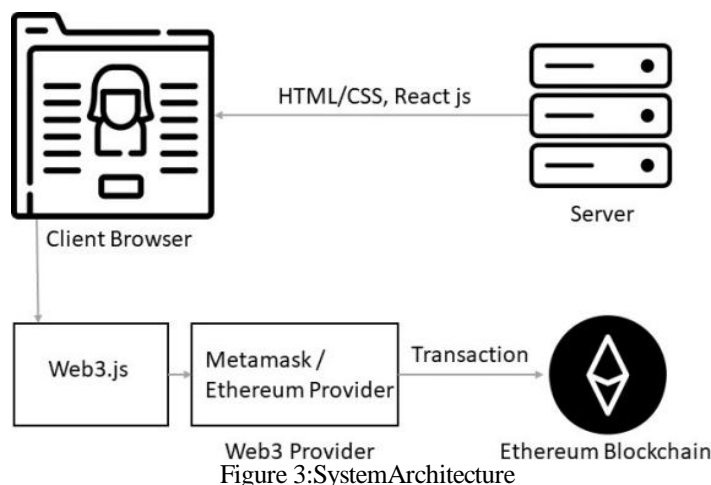 HTML/CSS, React js
Client Browser
Server
Web3.js
Metamask /
Ethereum Provider
Transaction
Web3 Provider
Ethereum Blockchain
Figure 3:SystemArchitecture